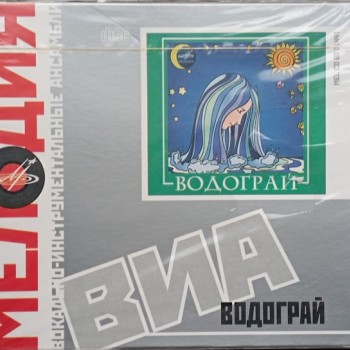 МЕЛОДИЯ
ВОКАЛЬНО-ИНСТРУМЕНТАЛЬНЫЕ АНСАМБЛИ
ВОДОГРАЙ
ВИА
ВОДОГРАЙ